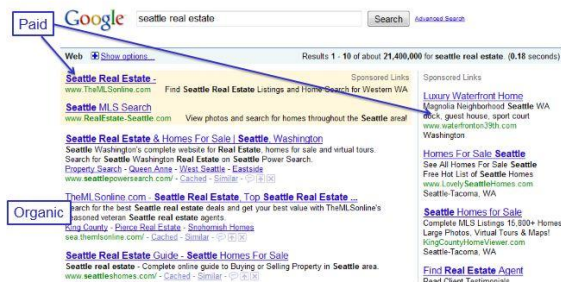 Paid
Google
seattle real estate
Search
Advanced Search
Web Show options...
Results 1 - 10 of about 21,400,000 for seattle real estate. (0.18 seconds)
Seattle Real Estate -
Sponsored Links
www.TheMLSonline.com Find Seattle Real Estate Listings and Home Search for Western WA
Seattle MLS Search
www.RealEstate-Seattle.com View photos and search for homes throughout the Seattle area!
Seattle Real Estate & Homes For Sale | Seattle, Washington
Seattle Washington's complete website for Real Estate, homes for sale and virtual tours.
Search for Seattle Washington Real Estate on Seattle Power Search.
Property Search - Queen Anne - West Seattle - Eastside
www.seattlepowersearch.com/ - Cached - Similar -
TheMLSonline.com - Seattle Real Estate, Top Seattle Real Estate ...
Search for the best Seattle real estate deals and get your best value with TheMLSonline's
seasoned veteran Seattle real estate agents.
Organic
King County - Pierce Real Estate - Snohomish Homes
sea.themlsonline.com/ - Cached - Similar -
Seattle Real Estate Guide - Seattle Homes For Sale
Seattle real estate - Complete online guide to Buying or Selling Property in Seattle area.
www.seattleshomes.com/ - Cached - Similar -
Sponsored Links
Luxury Waterfront Home
Magnolia Neighborhood Seattle WA
dock, guest house, sport court
www.waterfronton39th.com
Washington
Homes For Sale Seattle
See All Homes For Sale Seattle
Free Hot List of Seattle Homes
www.LovelySeattleHomes.com
Seattle-Tacoma, WA
Seattle Homes for Sale
Complete MLS Listings 15,800+ Homes
Large Photos, Virtual Tours & Maps!
KingCountyHomeViewer.com
Seattle-Tacoma, WA
Find Real Estate Agent
Read Client Testimonials